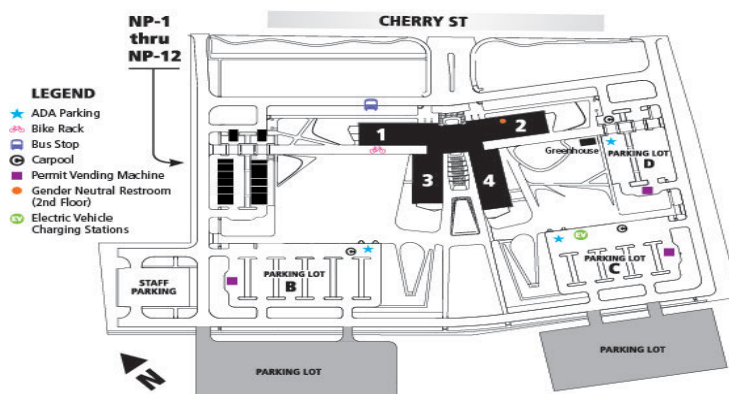 NP-1
thru
NP-12
CHERRY ST
LEGEND
ADA Parking
Bike Rack
Bus Stop
C Carpool
Permit Vending Machine
Gender Neutral Restroom
(2nd Floor)
EV Electric Vehicle
Charging Stations
1
2
3
4
Greenhouse
C
PARKING LOT
D
C
EV
C
PARKING LOT
B
PARKING LOT
C
STAFF
PARKING
N
PARKING LOT
PARKING LOT